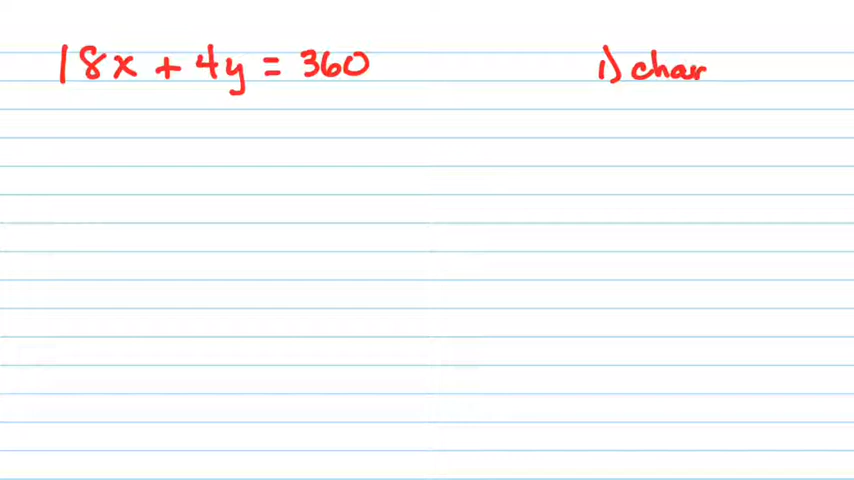 18x + 4y = 360
1) char